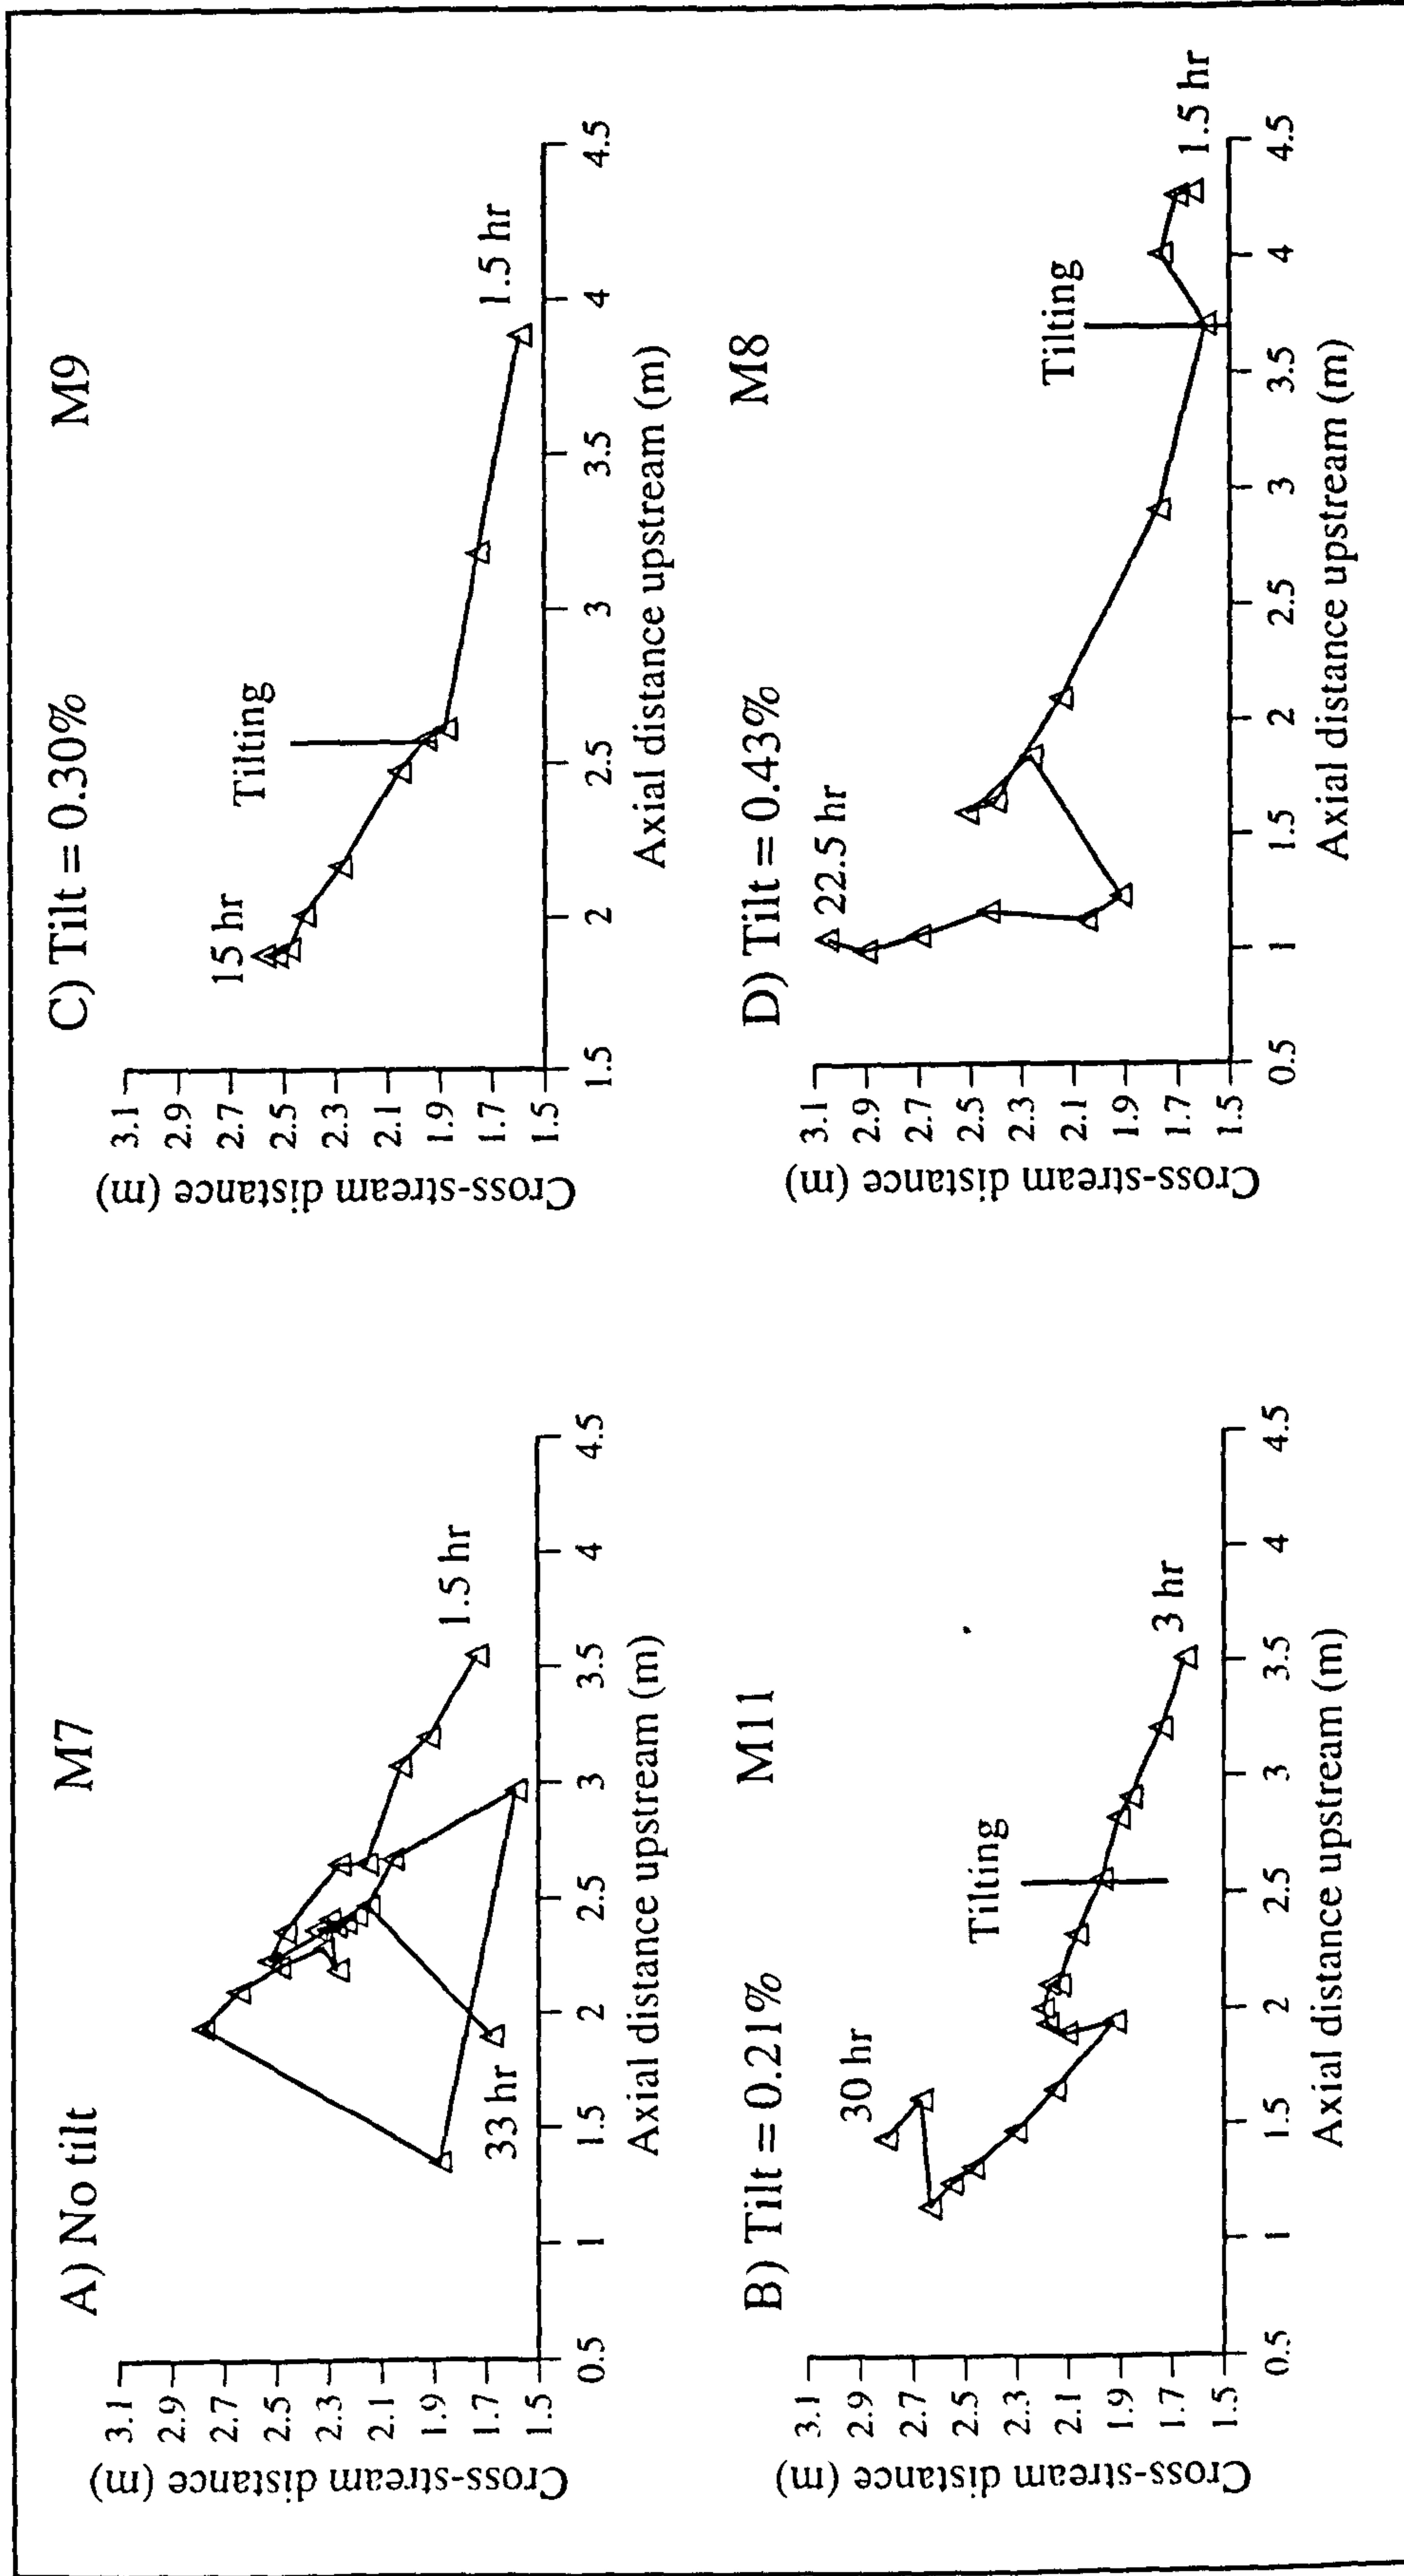 A) No tilt M7
Cross-stream distance (m)
3.1
2.9
2.7
2.5
2.3
2.1
1.9
1.7
1.5
1.5 hr
33 hr
0.5 1 1.5 2 2.5 3 3.5 4 4.5
Axial distance upstream (m)
C) Tilt = 0.30% M9
Cross-stream distance (m)
3.1
2.9
2.7
2.5
2.3
2.1
1.9
1.7
1.5
15 hr
Tilting
1.5 hr
1.5 2 2.5 3 3.5 4 4.5
Axial distance upstream (m)
B) Tilt = 0.21% M11
Cross-stream distance (m)
3.1
2.9
2.7
2.5
2.3
2.1
1.9
1.7
1.5
30 hr
Tilting
3 hr
0.5 1 1.5 2 2.5 3 3.5 4 4.5
Axial distance upstream (m)
D) Tilt = 0.43% M8
Cross-stream distance (m)
3.1
2.9
2.7
2.5
2.3
2.1
1.9
1.7
1.5
22.5 hr
Tilting
1.5 hr
0.5 1 1.5 2 2.5 3 3.5 4 4.5
Axial distance upstream (m)